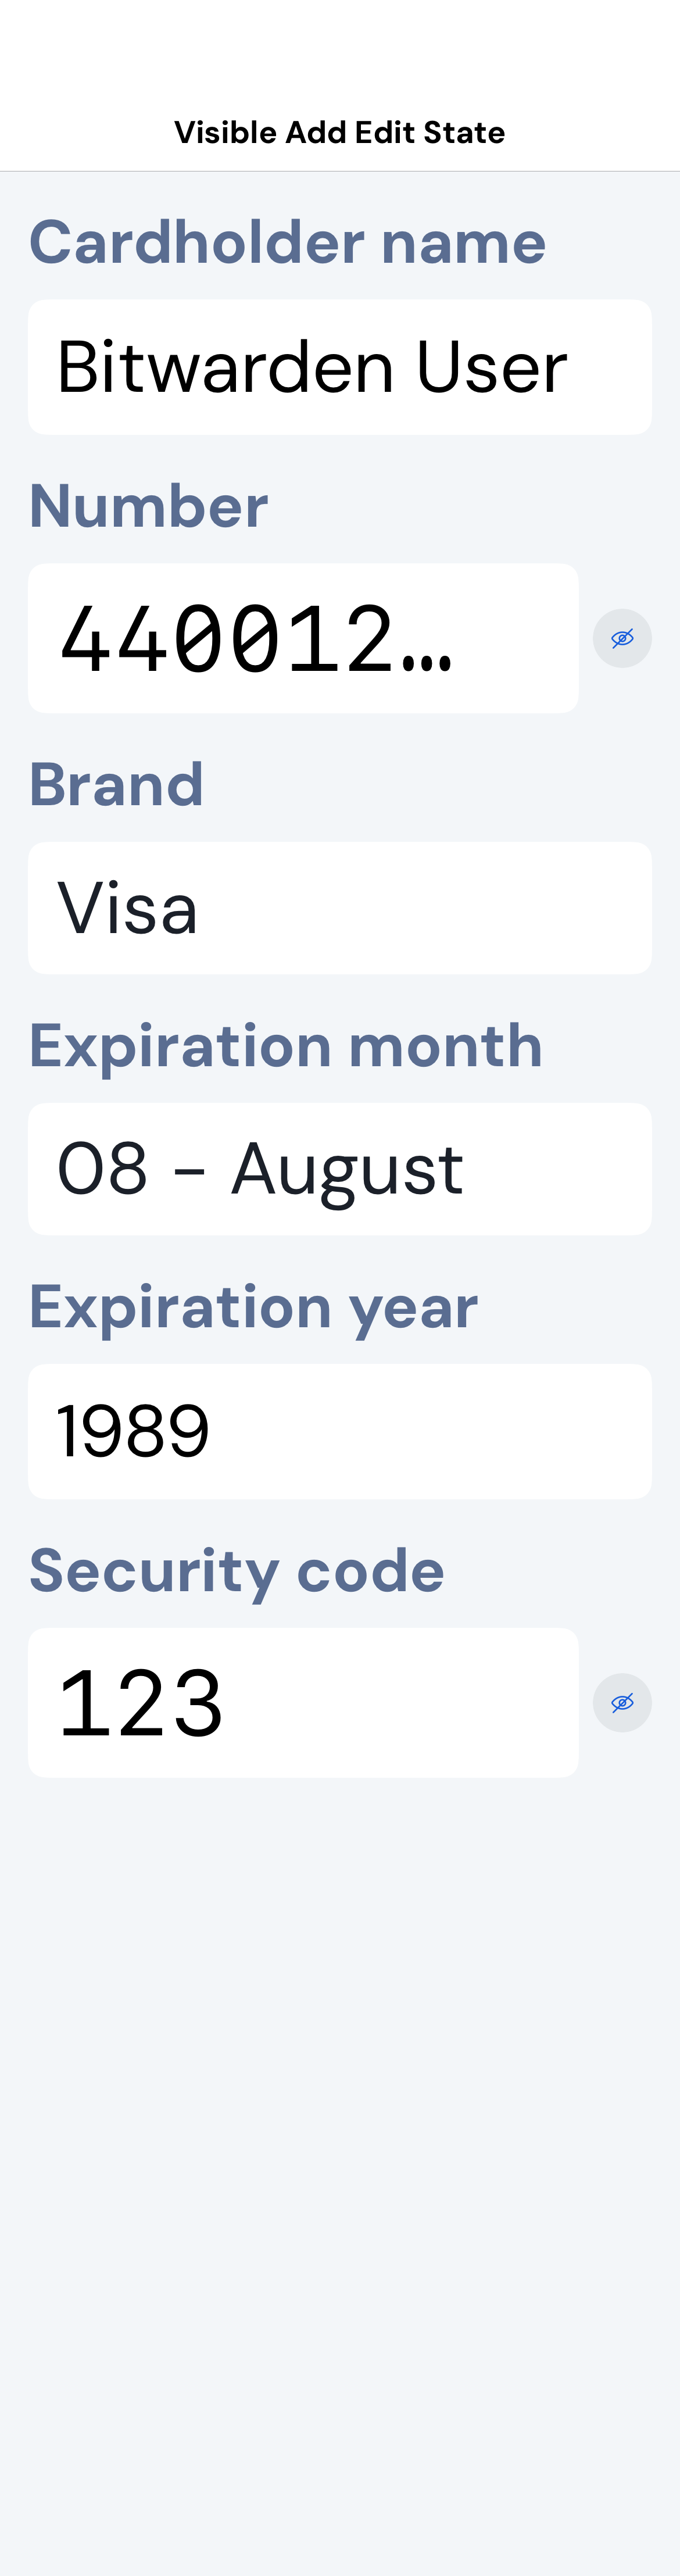 Visible Add Edit State
Cardholder name
Bitwarden User
Number
440012…
Brand
Visa
Expiration month
08 – August
Expiration year
1989
Security code
123